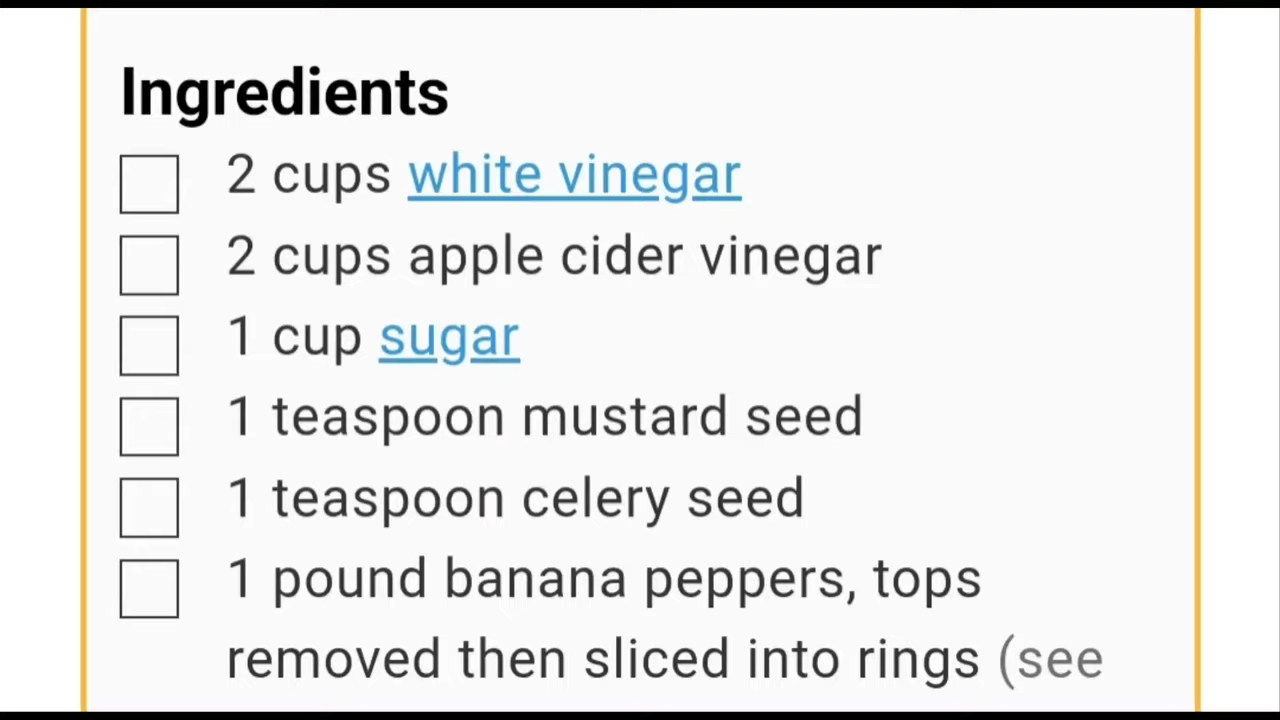 Ingredients
2 cups white vinegar
2 cups apple cider vinegar
1 cup sugar
1 teaspoon mustard seed
1 teaspoon celery seed
1 pound banana peppers, tops
removed then sliced into rings (see